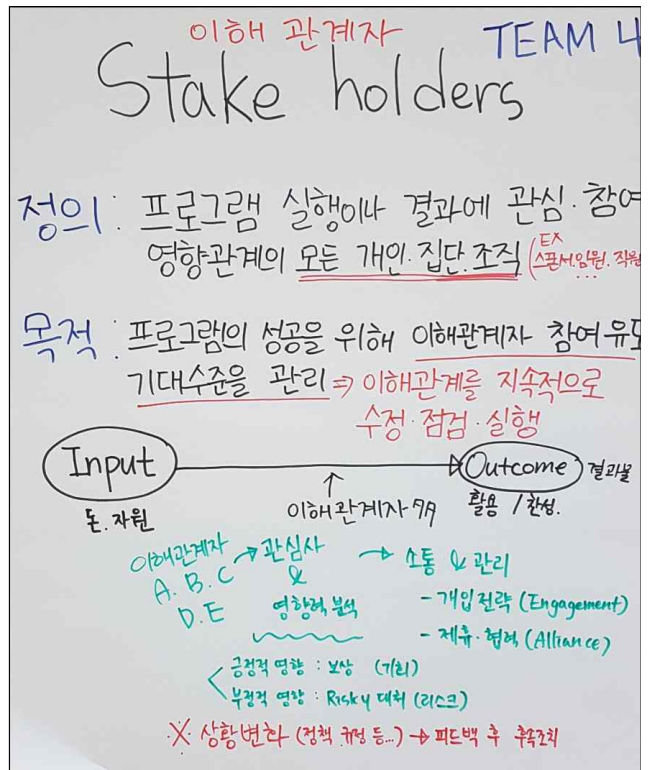 이해 관계자 TEAM 4
Stake holders
정의 : 프로그램 실행이나 결과에 관심·참여
영향관계의 모든 개인·집단·조직 (EX 스폰서, 임원, 직원
...
목적 : 프로그램의 성공을 위해 이해관계자 참여유도
기대수준을 관리 ⇒ 이해관계를 지속적으로
수정·점검·실행
Input → Outcome 결과물
돈.자원 ↑ 이해관계자 활용 / 찬성.
이해관계자 → 관심사 → 소통 & 관리
A. B. C & - 개입전략 (Engagement)
D. E 영향력 분석 - 제휴·협력 (Alliance)
< 긍정적 영향 : 보상 (기회)
부정적 영향 : Risky 대처 (리스크)
※ 상황변화 (정책 규정 등...) → 피드백 후 후속조치